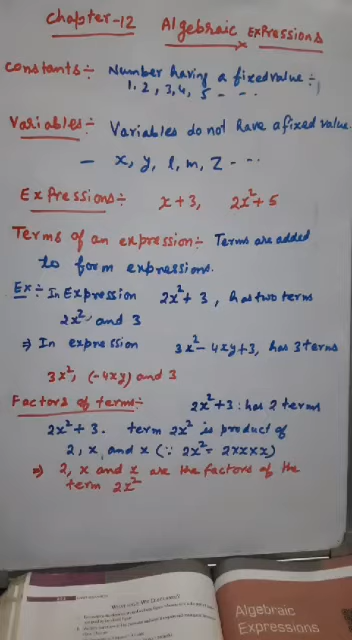 Chapter-12 Algebraic Expressions
Constants:- Number having a fixed value:-
1, 2, 3, 4, 5 - - - -
Variables:- Variables do not have a fixed value
- x, y, l, m, z - - - -
Expressions:- x+3, 2x²+5
Terms of an expression:- Terms are added
to form expressions.
Ex:- In Expression 2x²+3, has two terms
2x² and 3
⇒ In expression 3x²-4xy+3, has 3 terms
3x², (-4xy) and 3
Factors of terms:- 2x²+3: has 2 terms
2x²+3. term 2x² is product of
2, x, and x (∵ 2x² = 2×x×x)
⇒ 2, x and x are the factors of the
term 2x²
Algebraic
Expressions